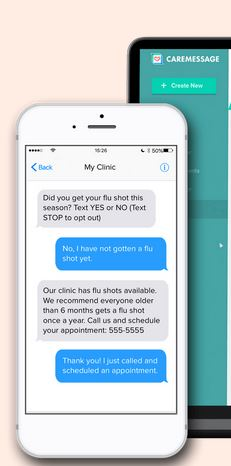 CAREMESSAGE
+ Create New
15:26
50%
Back
My Clinic
Did you get your flu shot this
season? Text YES or NO (Text
STOP to opt out)
No, I have not gotten a flu
shot yet.
Our clinic has flu shots available.
We recommend everyone older
than 6 months gets a flu shot
once a year. Call us and schedule
your appointment: 555-5555
Thank you! I just called and
scheduled an appointment.